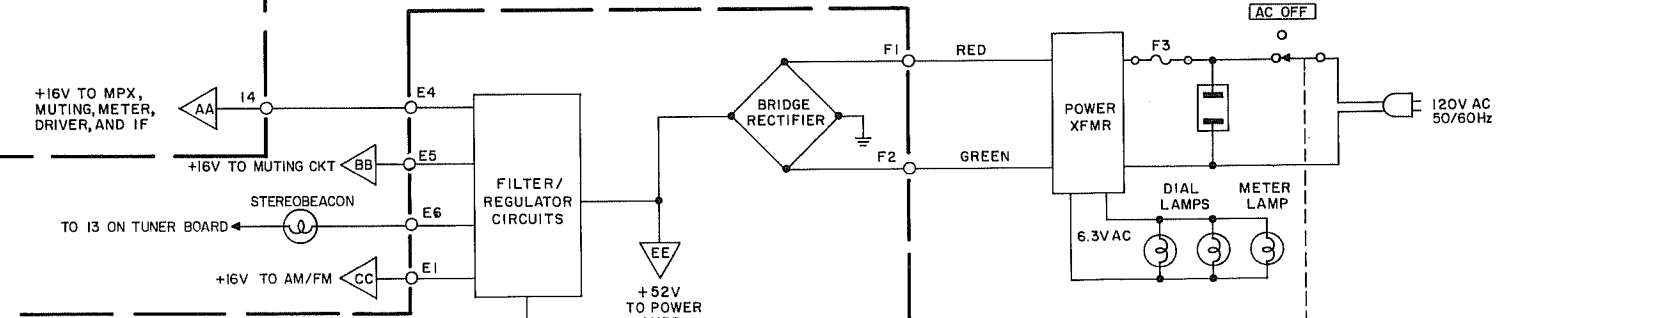 AC OFF
F1
RED
F3
+16V TO MPX,
MUTING, METER,
DRIVER, AND IF
AA
14
E4
BRIDGE
RECTIFIER
POWER
XFMR
120V AC
50/60Hz
+16V TO MUTING CKT
BB
E5
F2
GREEN
FILTER/
REGULATOR
CIRCUITS
STEREOBEACON
TO 13 ON TUNER BOARD
E6
DIAL
LAMPS
METER
LAMP
6.3V AC
+16V TO AM/FM
CC
E1
EE
+52V
TO POWER